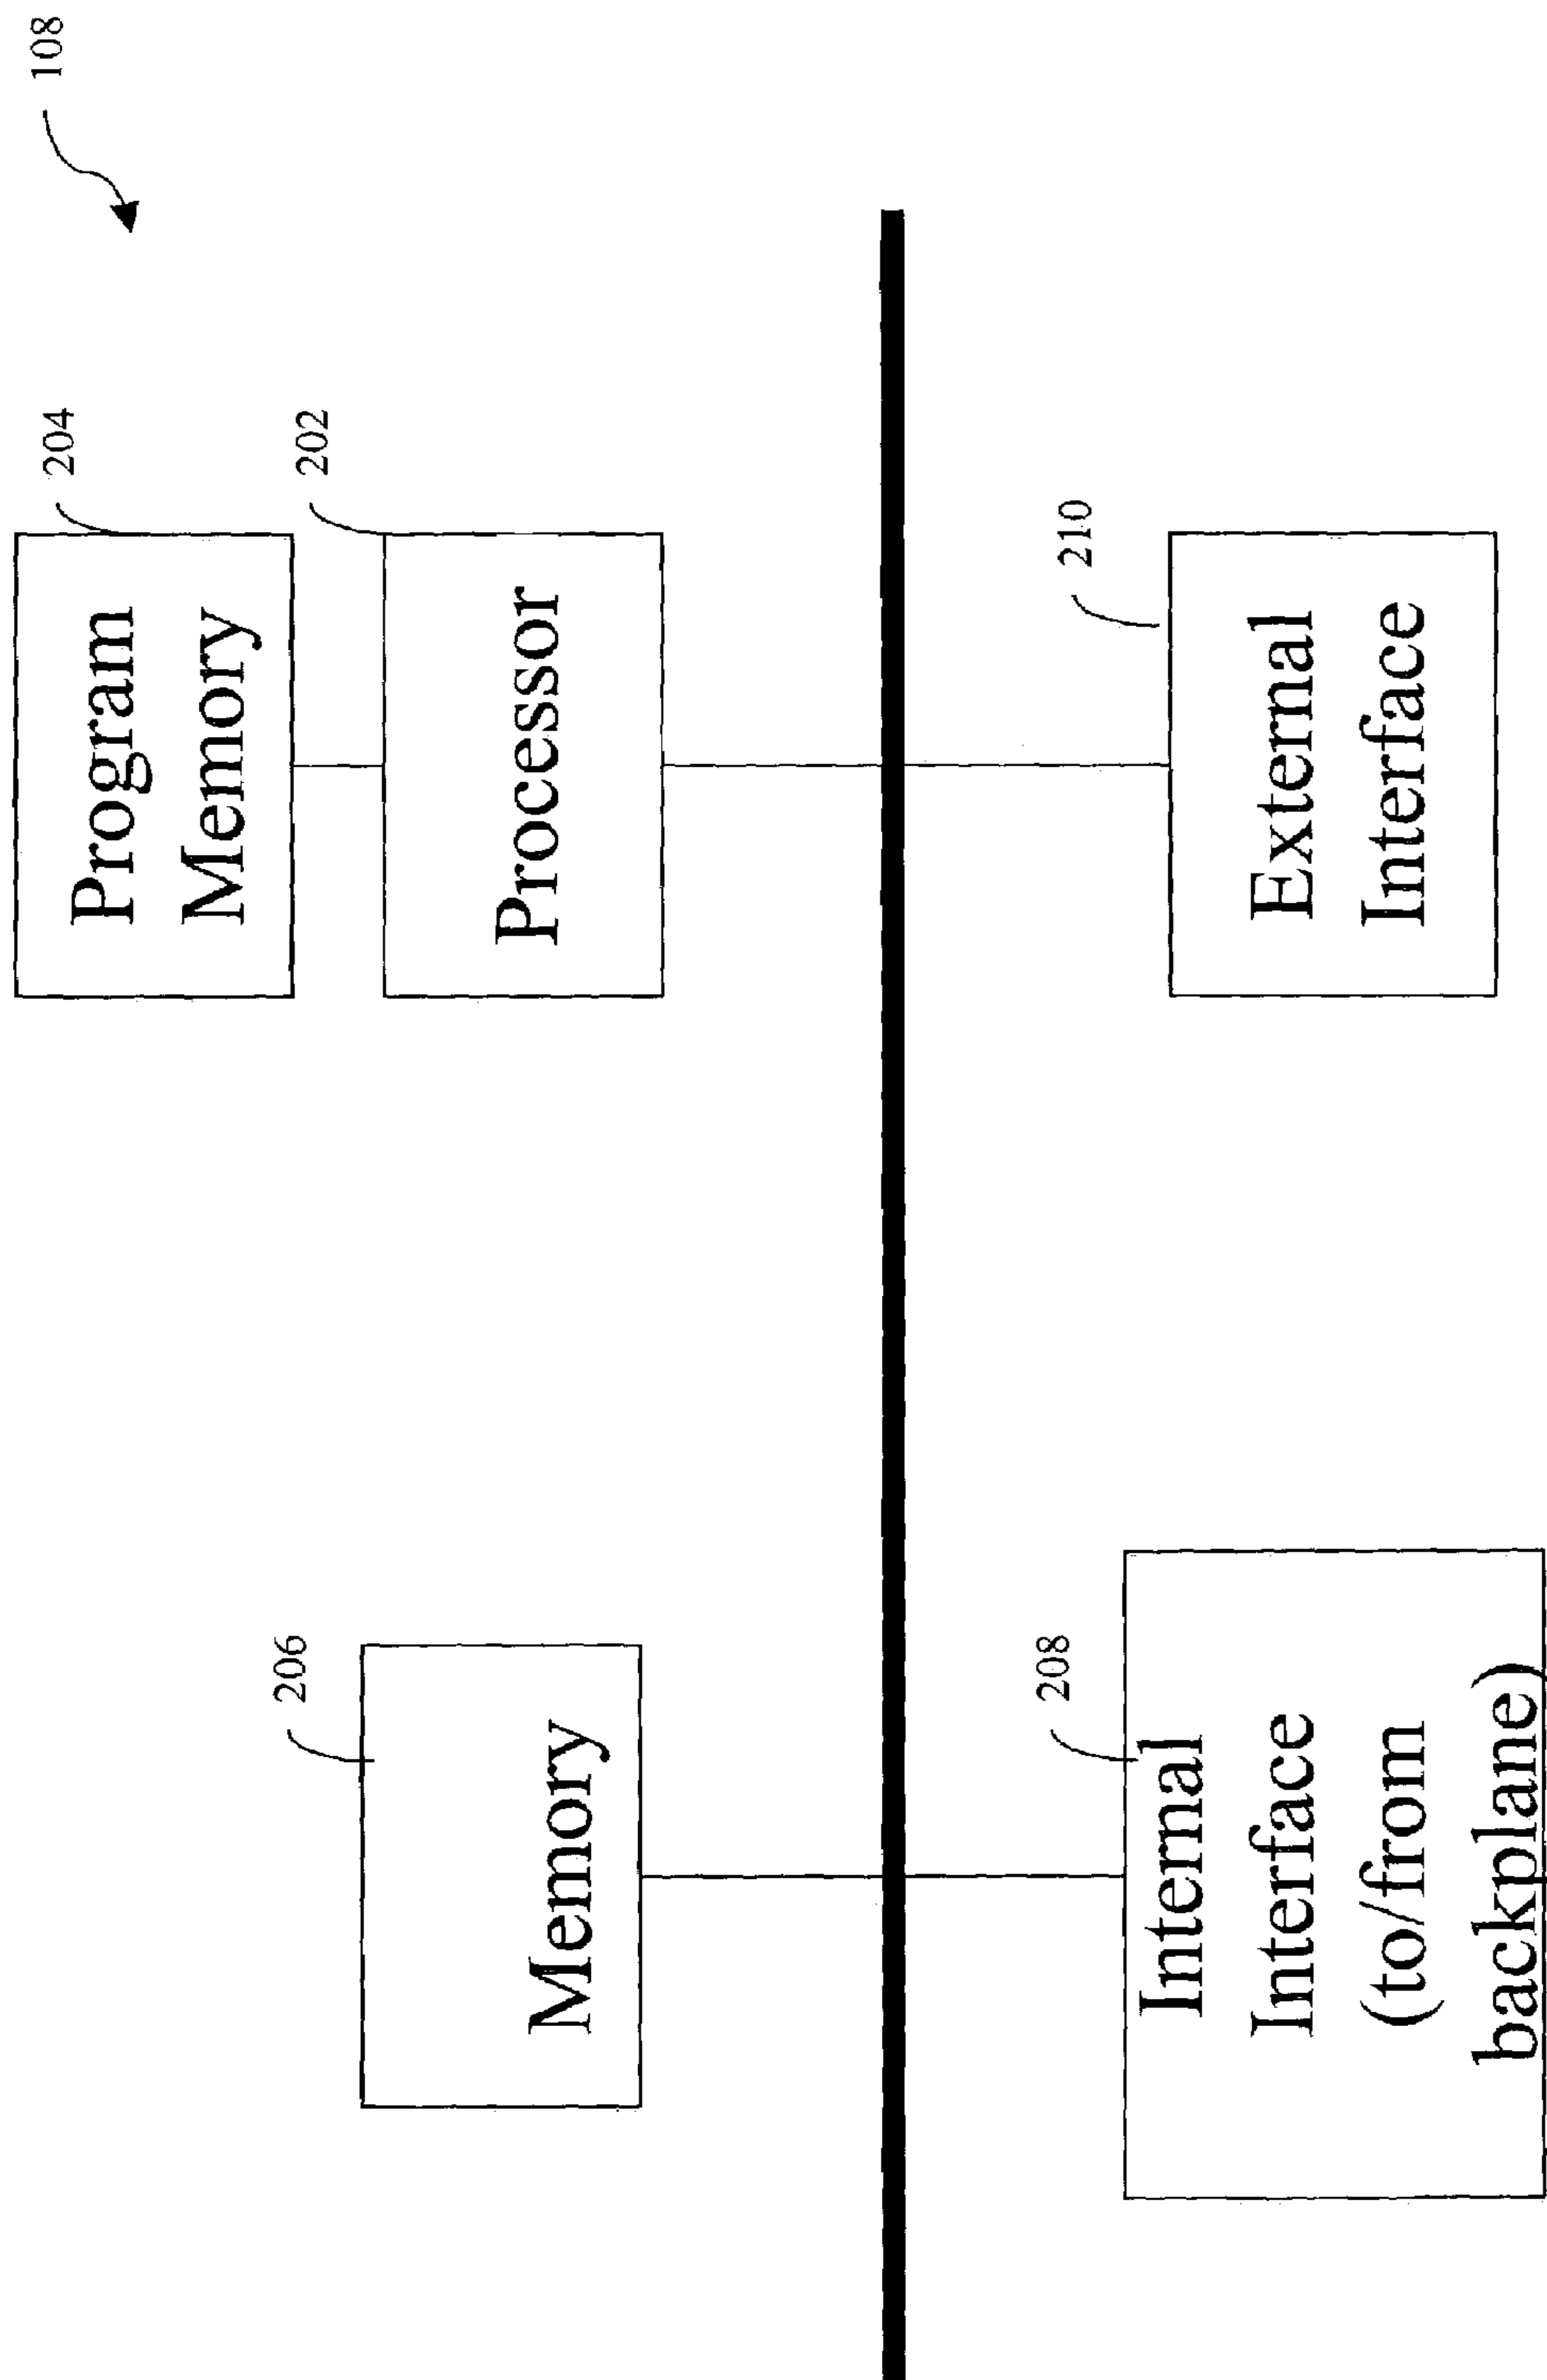 108
204
Program
Memory
202
Processor
206
Memory
210
External
Interface
208
Internal
Interface
(to/from
backplane)